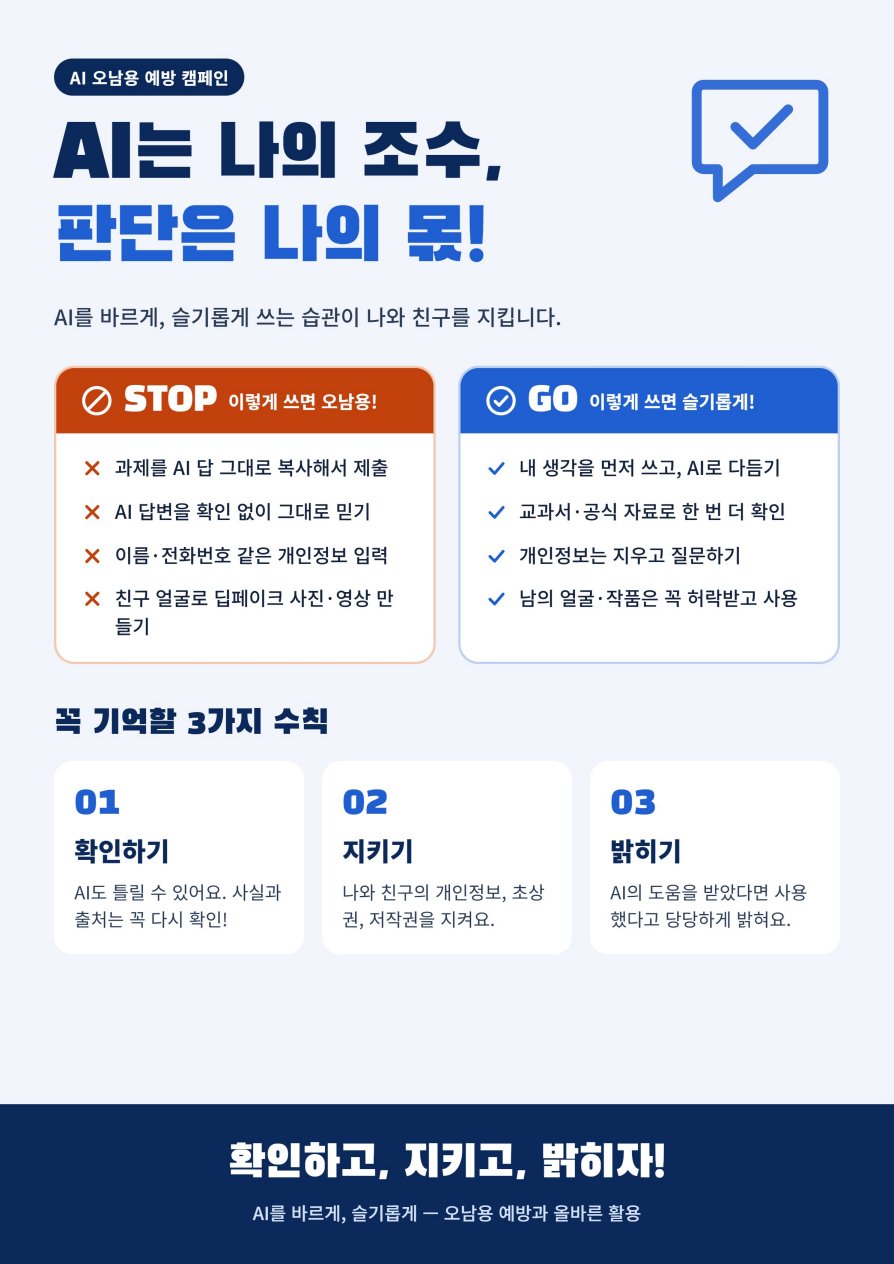 AI 오남용 예방 캠페인
AI는 나의 조수,
판단은 나의 몫!
AI를 바르게, 슬기롭게 쓰는 습관이 나와 친구를 지킵니다.
STOP 이렇게 쓰면 오남용!
과제를 AI 답 그대로 복사해서 제출
AI 답변을 확인 없이 그대로 믿기
이름·전화번호 같은 개인정보 입력
친구 얼굴로 딥페이크 사진·영상 만
들기
GO 이렇게 쓰면 슬기롭게!
내 생각을 먼저 쓰고, AI로 다듬기
교과서·공식 자료로 한 번 더 확인
개인정보는 지우고 질문하기
남의 얼굴·작품은 꼭 허락받고 사용
꼭 기억할 3가지 수칙
01
확인하기
AI도 틀릴 수 있어요. 사실과
출처는 꼭 다시 확인!
02
지키기
나와 친구의 개인정보, 초상
권, 저작권을 지켜요.
03
밝히기
AI의 도움을 받았다면 사용
했다고 당당하게 밝혀요.
확인하고, 지키고, 밝히자!
AI를 바르게, 슬기롭게 — 오남용 예방과 올바른 활용